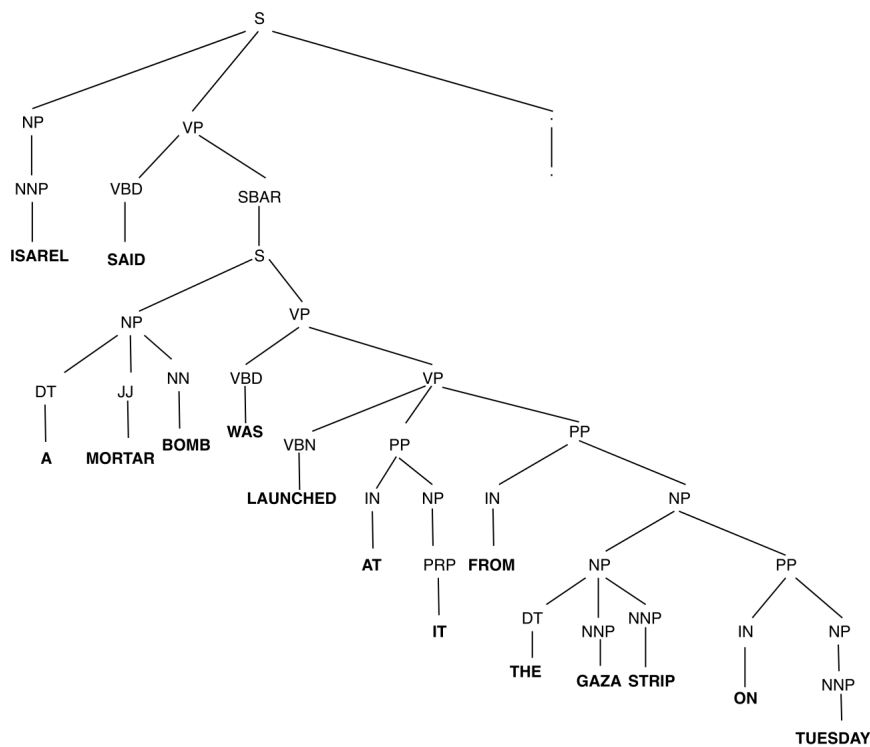 S
NP VP .
NNP VBD SBAR .
ISAREL SAID S
NP VP
DT JJ NN VBD VP
A MORTAR BOMB WAS VBN PP PP
LAUNCHED IN NP IN NP
AT PRP FROM NP PP
IT DT NNP NNP IN NP
THE GAZA STRIP ON NNP
TUESDAY